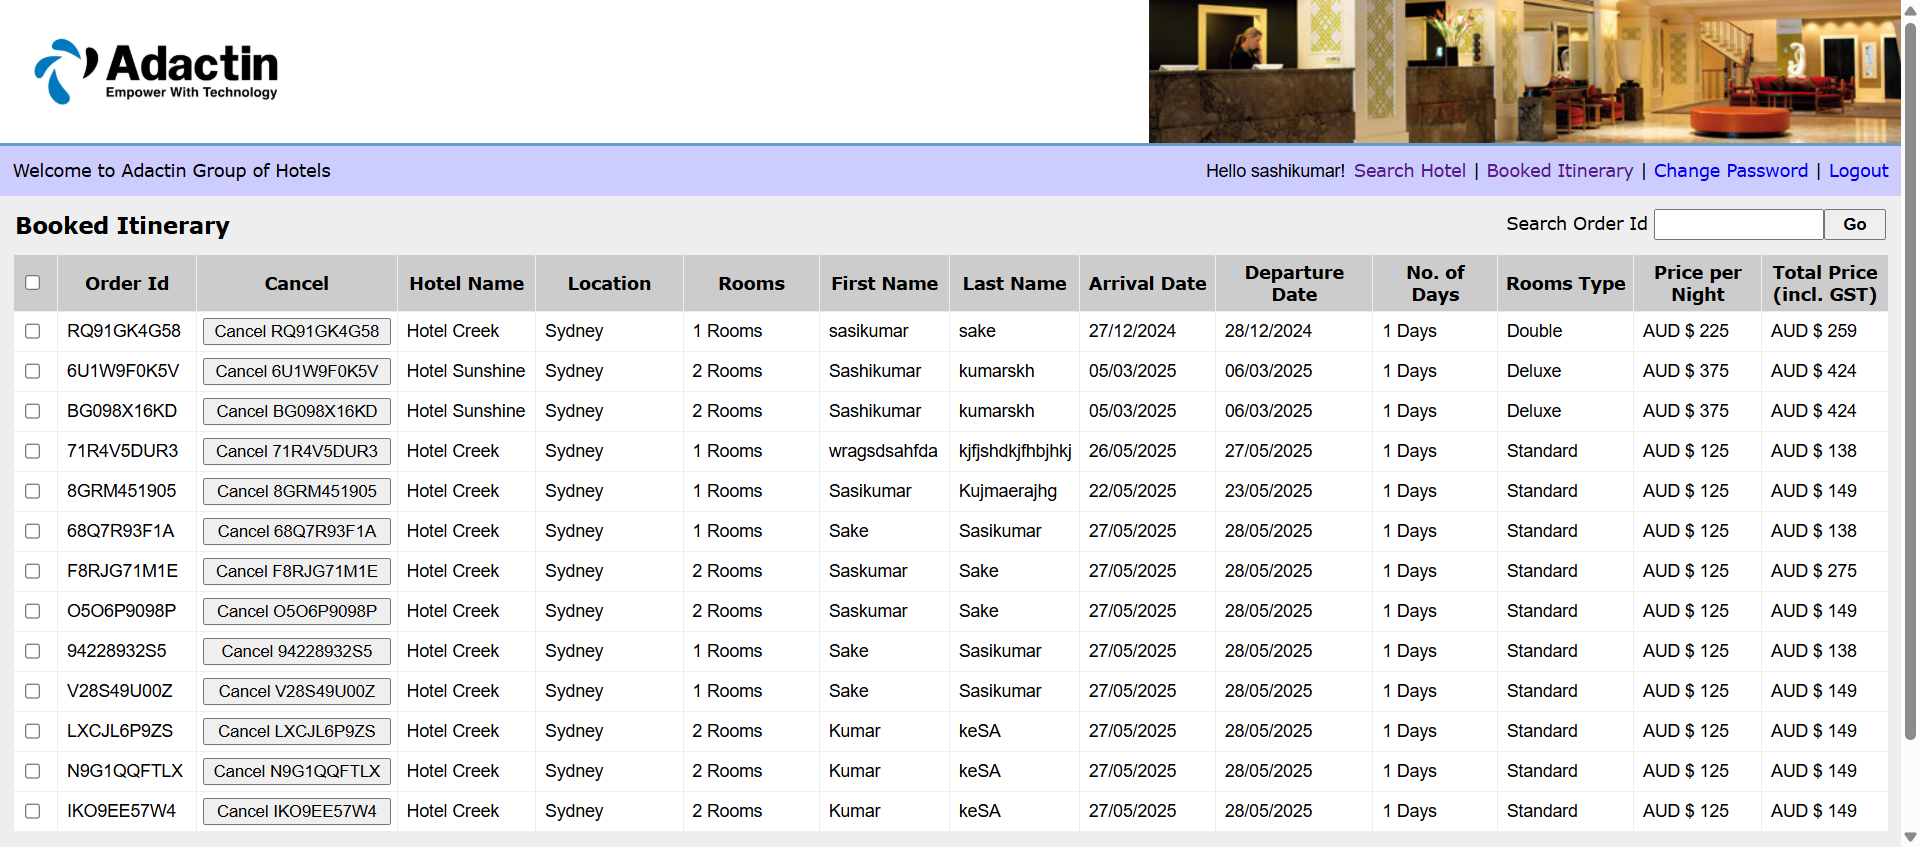 Adactin
Empower With Technology
Welcome to Adactin Group of Hotels
Hello sashikumar! Search Hotel | Booked Itinerary | Change Password | Logout
Booked Itinerary
Search Order Id Go
Order Id Cancel Hotel Name Location Rooms First Name Last Name Arrival Date Departure Date No. of Days Rooms Type Price per Night Total Price (incl. GST)
RQ91GK4G58 Cancel RQ91GK4G58 Hotel Creek Sydney 1 Rooms sasikumar sake 27/12/2024 28/12/2024 1 Days Double AUD $ 225 AUD $ 259
6U1W9F0K5V Cancel 6U1W9F0K5V Hotel Sunshine Sydney 2 Rooms Sashikumar kumarskh 05/03/2025 06/03/2025 1 Days Deluxe AUD $ 375 AUD $ 424
BG098X16KD Cancel BG098X16KD Hotel Sunshine Sydney 2 Rooms Sashikumar kumarskh 05/03/2025 06/03/2025 1 Days Deluxe AUD $ 375 AUD $ 424
71R4V5DUR3 Cancel 71R4V5DUR3 Hotel Creek Sydney 1 Rooms wragsdsahfda kjfjshdkjfhbjhkj 26/05/2025 27/05/2025 1 Days Standard AUD $ 125 AUD $ 138
8GRM451905 Cancel 8GRM451905 Hotel Creek Sydney 1 Rooms Sasikumar Kujmaerajhg 22/05/2025 23/05/2025 1 Days Standard AUD $ 125 AUD $ 149
68Q7R93F1A Cancel 68Q7R93F1A Hotel Creek Sydney 1 Rooms Sake Sasikumar 27/05/2025 28/05/2025 1 Days Standard AUD $ 125 AUD $ 138
F8RJG71M1E Cancel F8RJG71M1E Hotel Creek Sydney 2 Rooms Saskumar Sake 27/05/2025 28/05/2025 1 Days Standard AUD $ 125 AUD $ 275
O5O6P9098P Cancel O5O6P9098P Hotel Creek Sydney 2 Rooms Saskumar Sake 27/05/2025 28/05/2025 1 Days Standard AUD $ 125 AUD $ 149
94228932S5 Cancel 94228932S5 Hotel Creek Sydney 1 Rooms Sake Sasikumar 27/05/2025 28/05/2025 1 Days Standard AUD $ 125 AUD $ 138
V28S49U00Z Cancel V28S49U00Z Hotel Creek Sydney 1 Rooms Sake Sasikumar 27/05/2025 28/05/2025 1 Days Standard AUD $ 125 AUD $ 149
LXCJL6P9ZS Cancel LXCJL6P9ZS Hotel Creek Sydney 2 Rooms Kumar keSA 27/05/2025 28/05/2025 1 Days Standard AUD $ 125 AUD $ 149
N9G1QQFTLX Cancel N9G1QQFTLX Hotel Creek Sydney 2 Rooms Kumar keSA 27/05/2025 28/05/2025 1 Days Standard AUD $ 125 AUD $ 149
IKO9EE57W4 Cancel IKO9EE57W4 Hotel Creek Sydney 2 Rooms Kumar keSA 27/05/2025 28/05/2025 1 Days Standard AUD $ 125 AUD $ 149